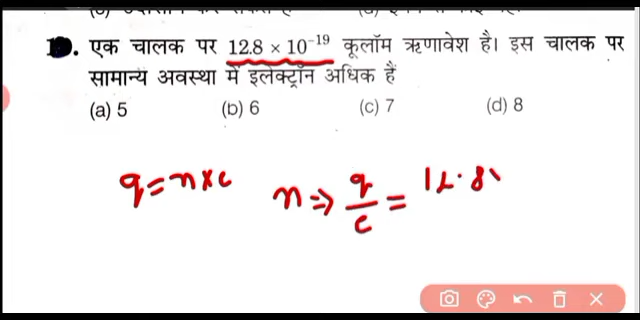 . एक चालक पर 12.8 × 10⁻¹⁹ कूलॉम ऋणावेश है। इस चालक पर
सामान्य अवस्था में इलेक्ट्रॉन अधिक हैं
(a) 5 (b) 6 (c) 7 (d) 8
q = n × e n ⇒ q/e = 12.8